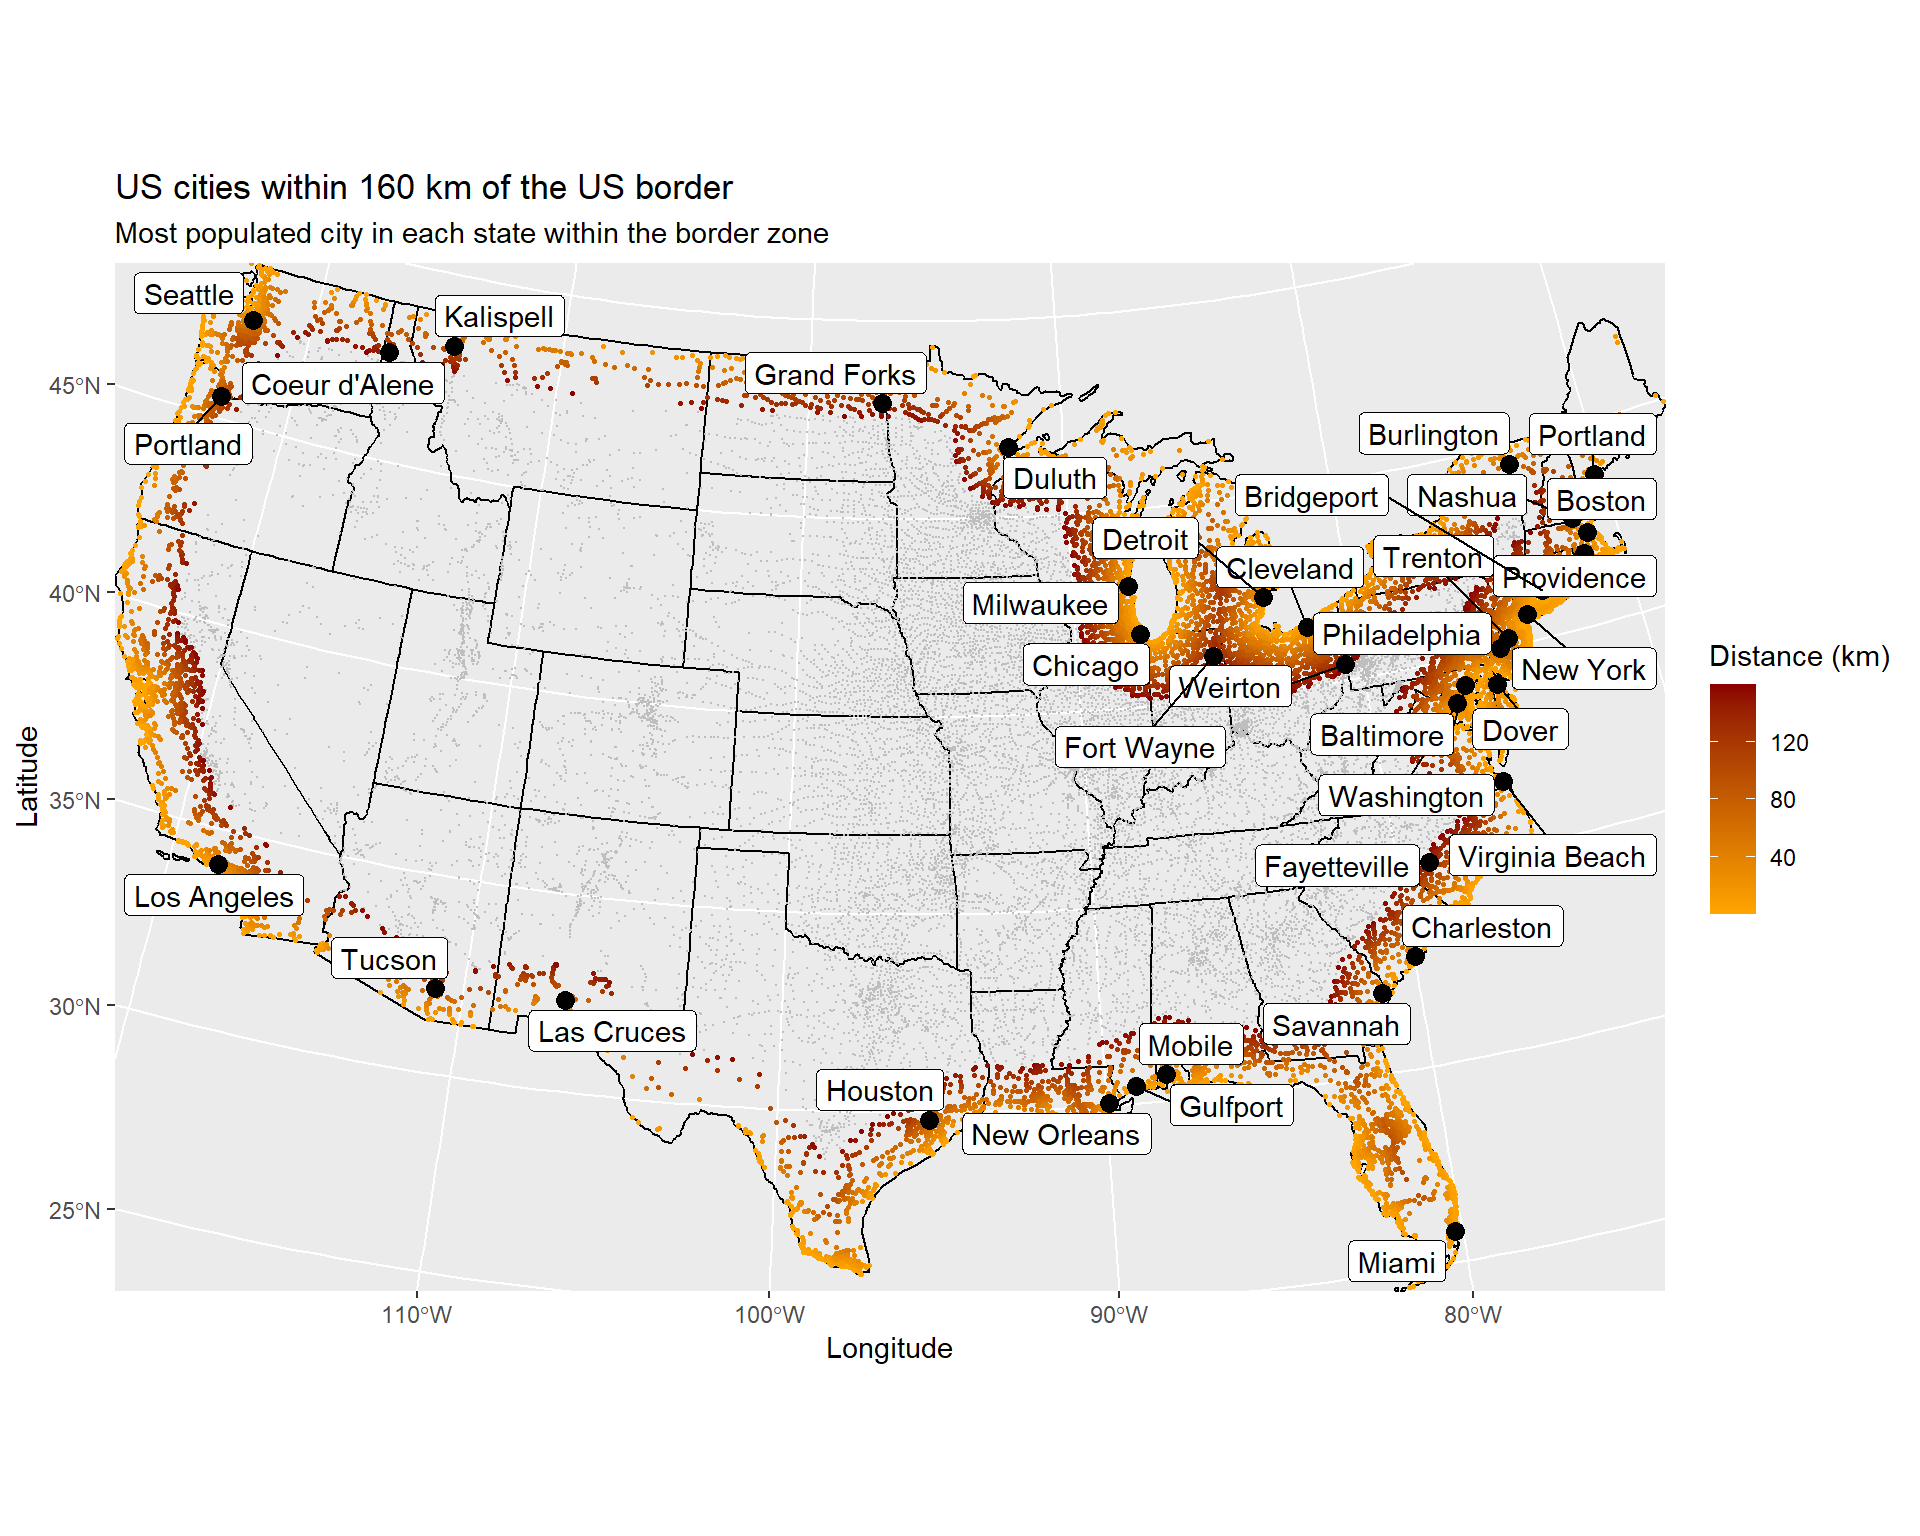 US cities within 160 km of the US border
Most populated city in each state within the border zone
Seattle
Kalispell
Coeur d'Alene
Grand Forks
45°N
Portland
Burlington
Portland
Duluth
Bridgeport
Nashua
Boston
Detroit
Cleveland
Trenton
Providence
40°N
Milwaukee
Philadelphia
Chicago
Weirton
New York
Distance (km)
Fort Wayne
Baltimore
Dover
120
Latitude
35°N
Washington
80
Virginia Beach
40
Fayetteville
Los Angeles
Charleston
Tucson
30°N
Las Cruces
Savannah
Mobile
Houston
Gulfport
New Orleans
25°N
Miami
110°W
100°W
90°W
80°W
Longitude